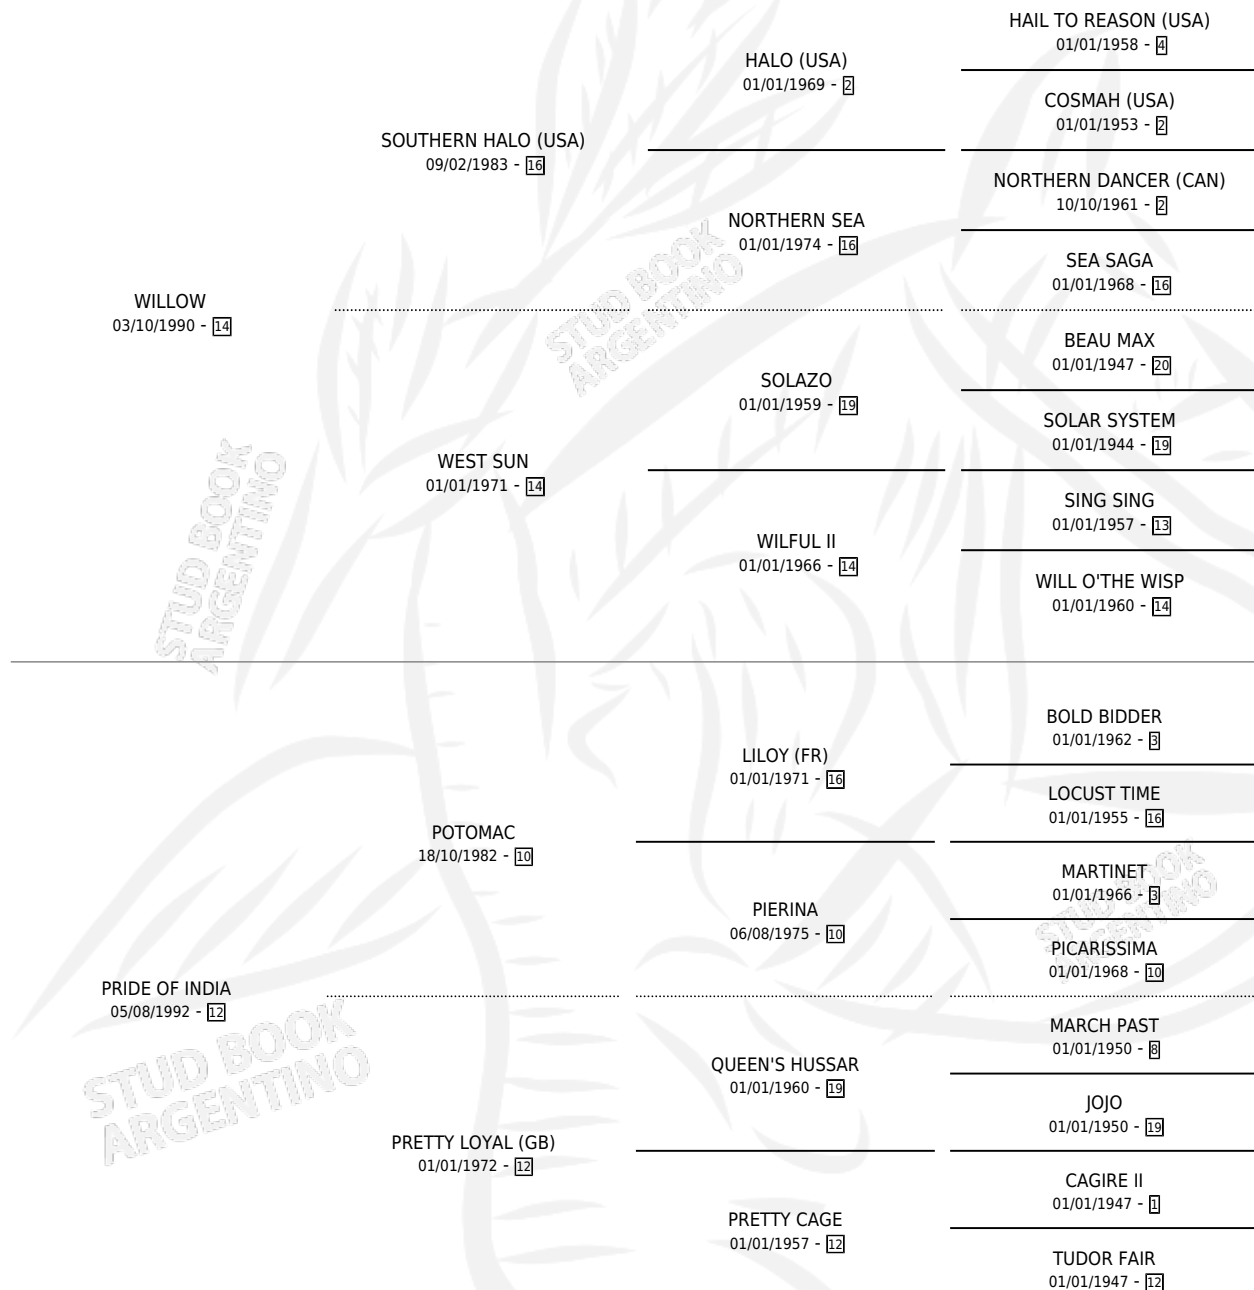 HAIL TO REASON (USA)
01/01/1958 - 4
HALO (USA)
01/01/1969 - 2
COSMAH (USA)
01/01/1953 - 2
SOUTHERN HALO (USA)
09/02/1983 - 16
NORTHERN DANCER (CAN)
10/10/1961 - 2
NORTHERN SEA
01/01/1974 - 16
SEA SAGA
01/01/1968 - 16
WILLOW
03/10/1990 - 14
STUD BOOK
ARGENTINO
BEAU MAX
01/01/1947 - 20
SOLAZO
01/01/1959 - 19
SOLAR SYSTEM
01/01/1944 - 19
WEST SUN
01/01/1971 - 14
SING SING
01/01/1957 - 13
WILFUL II
01/01/1966 - 14
WILL O'THE WISP
01/01/1960 - 14
STUD BOOK
ARGENTINO
BOLD BIDDER
01/01/1962 - 3
LILOY (FR)
01/01/1971 - 16
LOCUST TIME
01/01/1955 - 16
POTOMAC
18/10/1982 - 10
MARTINET
01/01/1966 - 3
PIERINA
06/08/1975 - 10
PICARISSIMA
01/01/1968 - 10
STUD BOOK
ARGENTINO
PRIDE OF INDIA
05/08/1992 - 12
STUD BOOK
ARGENTINO
MARCH PAST
01/01/1950 - 8
QUEEN'S HUSSAR
01/01/1960 - 19
JOJO
01/01/1950 - 19
PRETTY LOYAL (GB)
01/01/1972 - 12
CAGIRE II
01/01/1947 - 1
PRETTY CAGE
01/01/1957 - 12
TUDOR FAIR
01/01/1947 - 12